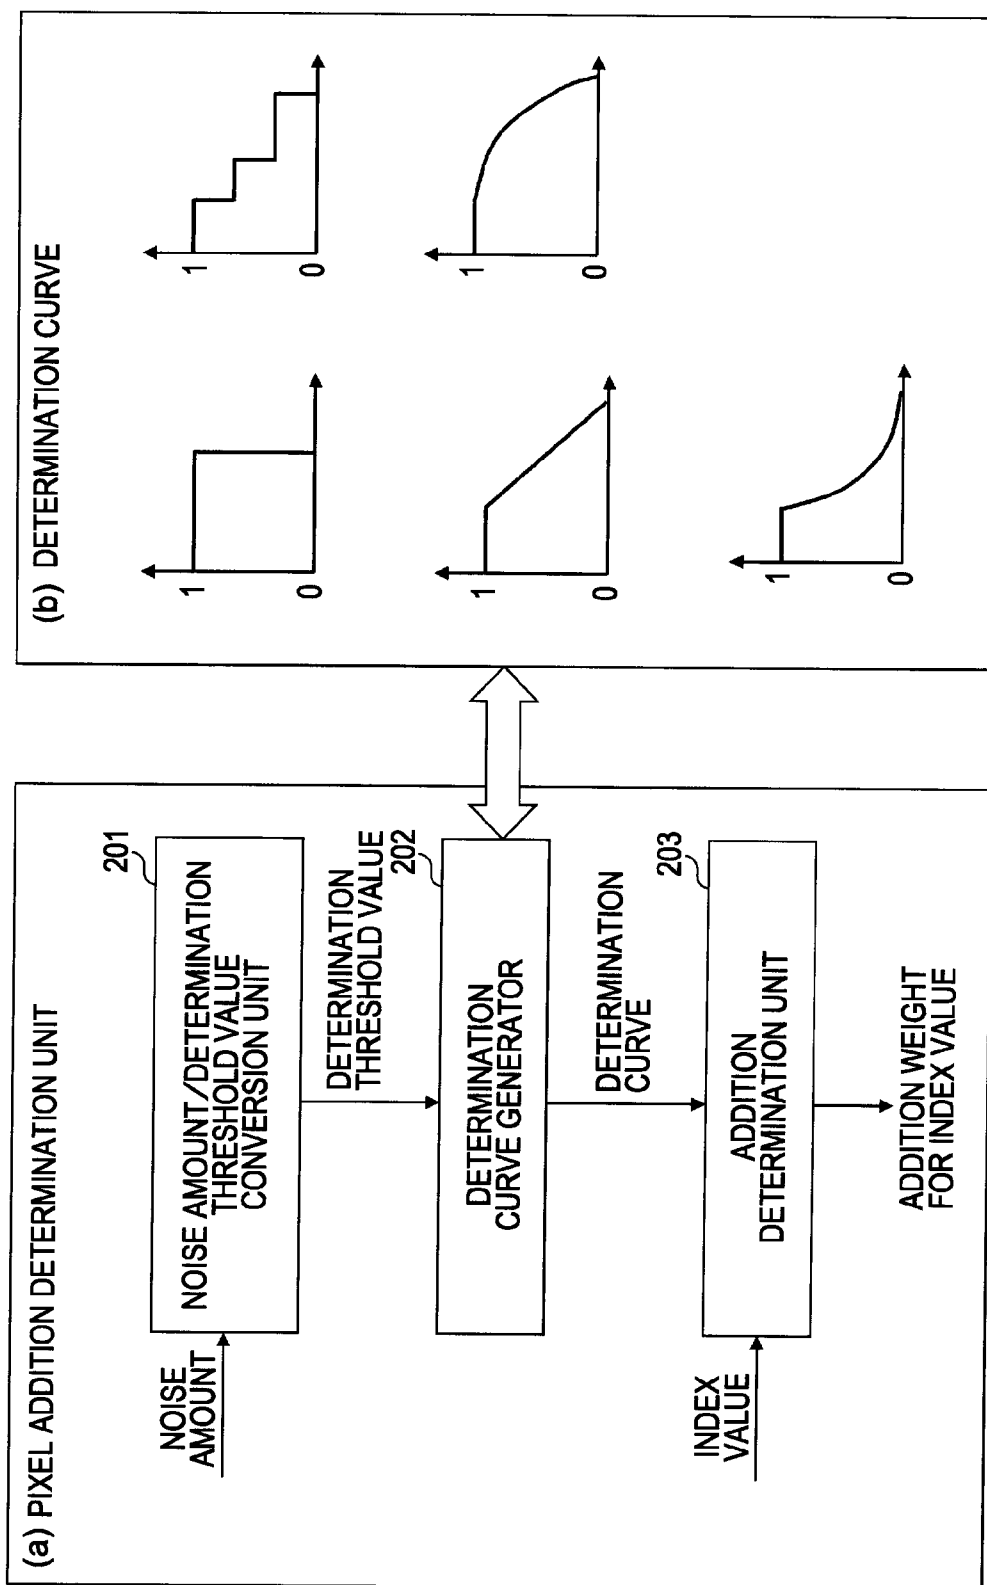 (a) PIXEL ADDITION DETERMINATION UNIT
NOISE
AMOUNT
201
NOISE AMOUNT/DETERMINATION
THRESHOLD VALUE
CONVERSION UNIT
DETERMINATION
THRESHOLD VALUE
202
DETERMINATION
CURVE GENERATOR
DETERMINATION
CURVE
INDEX
VALUE
203
ADDITION
DETERMINATION UNIT
ADDITION WEIGHT
FOR INDEX VALUE
(b) DETERMINATION CURVE
1
0
1
0
1
0
1
0
1
0